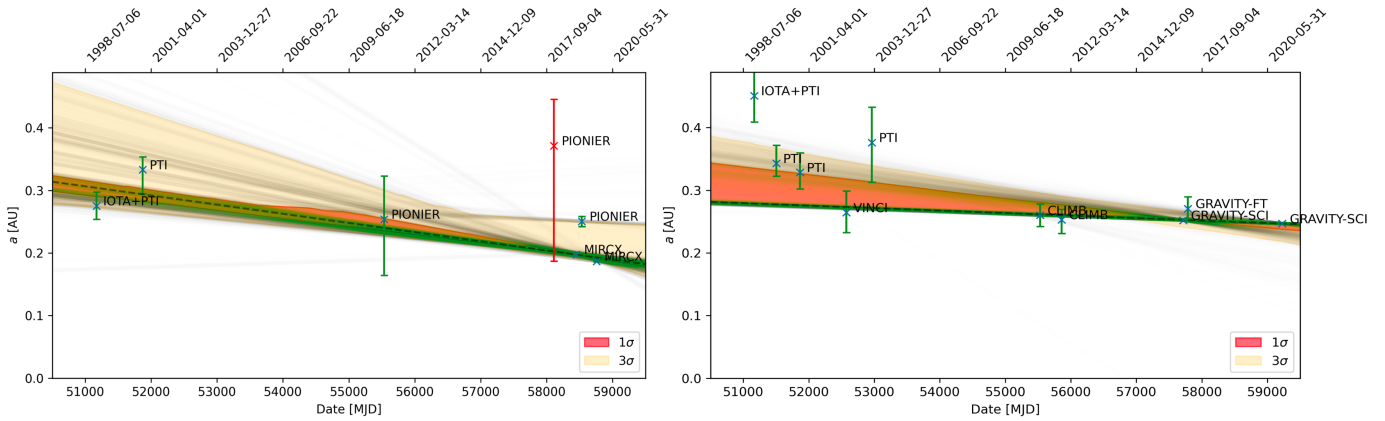 1998-07-06
2001-04-01
2003-12-27
2006-09-22
2009-06-18
2012-03-14
2014-12-09
2017-09-04
2020-05-31
a [AU]
0.4
0.3
0.2
0.1
0.0
PIONIER
PTI
IOTA+PTI
PIONIER
PIONIER
MIRCX
MIRCX
1σ
3σ
51000
52000
53000
54000
55000
56000
57000
58000
59000
Date [MJD]
1998-07-06
2001-04-01
2003-12-27
2006-09-22
2009-06-18
2012-03-14
2014-12-09
2017-09-04
2020-05-31
a [AU]
0.4
0.3
0.2
0.1
0.0
IOTA+PTI
PTI
PTI
PTI
VINCI
CLIMB
CLIMB
GRAVITY-FT
GRAVITY-SCI
GRAVITY-SCI
1σ
3σ
51000
52000
53000
54000
55000
56000
57000
58000
59000
Date [MJD]